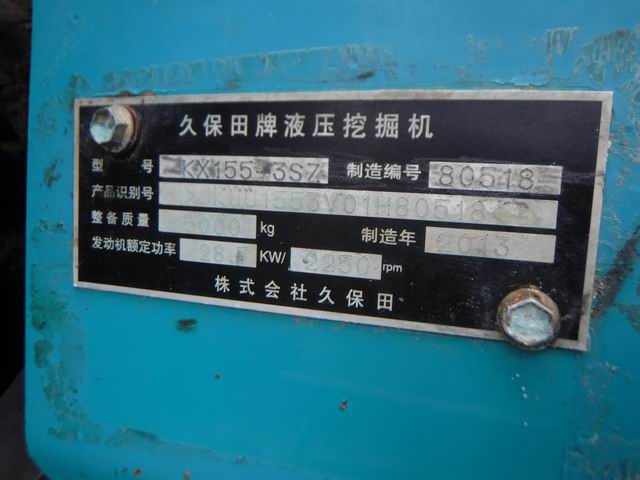 久保田牌液压挖掘机
型 号 KX155-3SZ 制造编号 80518
产品识别号
整备质量 5000 kg 制造年 2013
发动机额定功率 KW/ 2250 rpm
株式会社久保田